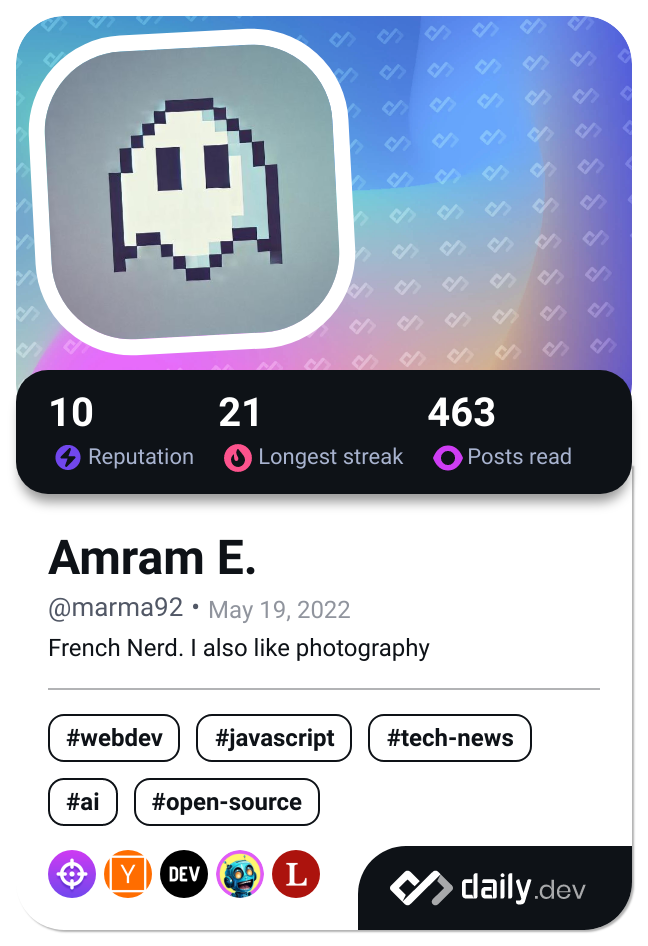 10 21 463
Reputation Longest streak Posts read
Amram E.
@marma92 • May 19, 2022
French Nerd. I also like photography
#webdev #javascript #tech-news
#ai #open-source
Y DEV L
daily.dev